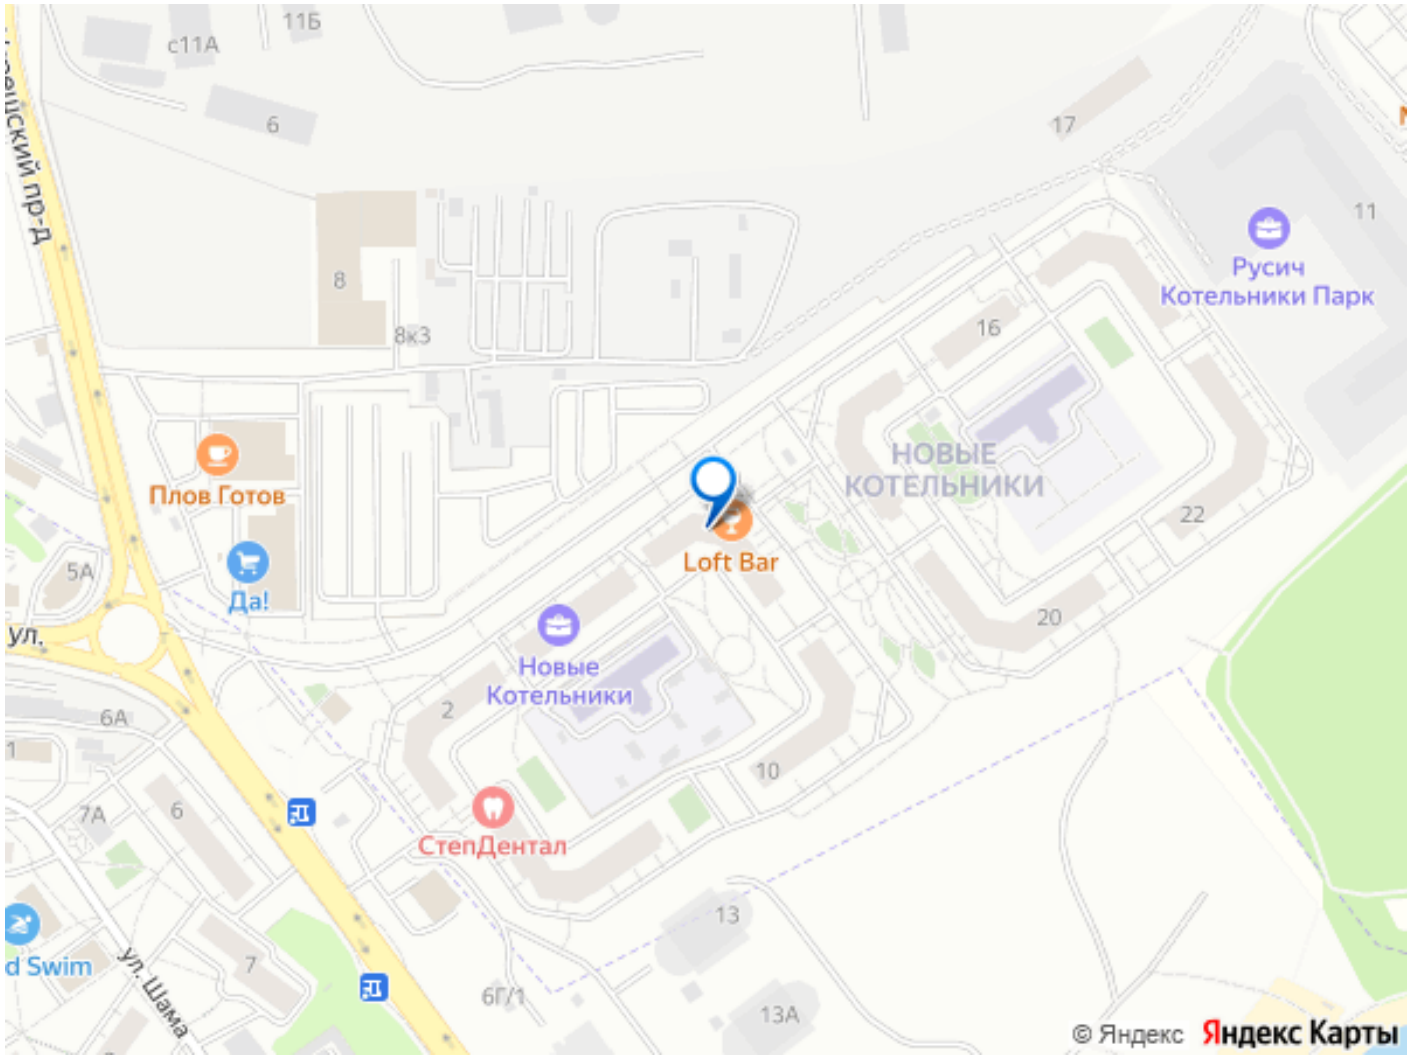 11Б
с11А
6
17
пр-д
11
Русич
Котельники Парк
8
8к3
16
НОВЫЕ
КОТЕЛЬНИКИ
Плов Готов
22
Loft Bar
5А
Да!
ул.
20
Новые
Котельники
2
6А
1
10
7А
6
СтепДентал
13
d Swim
7
ул. Шама
6Г/1
13А
© Яндекс
Яндекс Карты